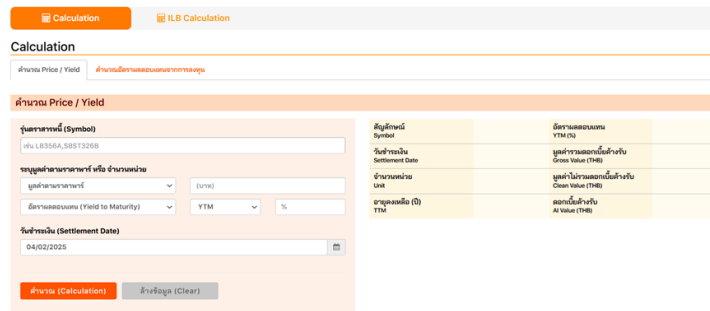 Calculation
ILB Calculation
Calculation
คำนวณ Price / Yield
คำนวณอัตราผลตอบแทนจากการลงทุน
คำนวณ Price / Yield
รุ่นตราสารหนี้ (Symbol)
เช่น LB356A,SBST326B
ระบุมูลค่าตามราคาพาร์ หรือ จำนวนหน่วย
มูลค่าตามราคาพาร์
(บาท)
อัตราผลตอบแทน (Yield to Maturity)
YTM
%
วันชำระเงิน (Settlement Date)
04/02/2025
คำนวณ (Calculation)
ล้างข้อมูล (Clear)
สัญลักษณ์
Symbol
อัตราผลตอบแทน
YTM (%)
วันชำระเงิน
Settlement Date
มูลค่ารวมดอกเบี้ยค้างรับ
Gross Value (THB)
จำนวนหน่วย
Unit
มูลค่าไม่รวมดอกเบี้ยค้างรับ
Clean Value (THB)
อายุคงเหลือ (ปี)
TTM
ดอกเบี้ยค้างรับ
AI Value (THB)